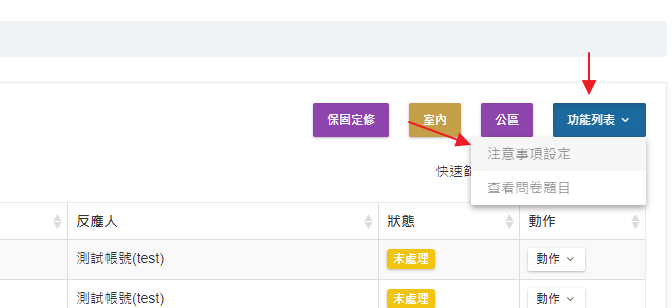 保固定修 室內 公區 功能列表
注意事項設定
快速篩
查看問卷題目
反應人 狀態 動作
測試帳號(test) 未處理 動作
測試帳號(test) 未處理 動作